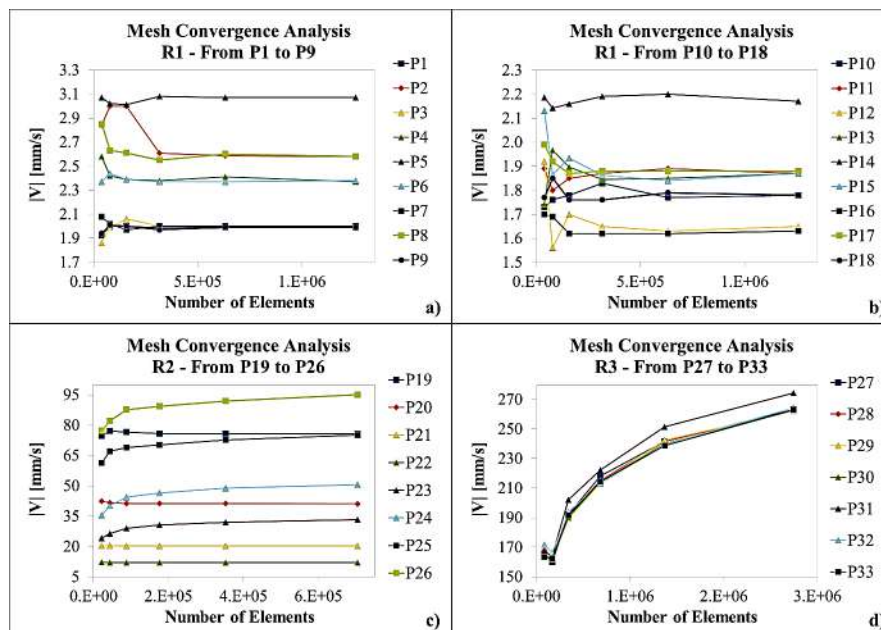 Mesh Convergence Analysis
R1 - From P1 to P9
3.3
3.1
2.9
2.7
2.5
2.3
2.1
1.9
1.7
|V| [mm/s]
0.E+00
5.E+05
1.E+06
Number of Elements
P1
P2
P3
P4
P5
P6
P7
P8
P9
a)
Mesh Convergence Analysis
R1 - From P10 to P18
2.3
2.2
2.1
2.0
1.9
1.8
1.7
1.6
1.5
|V| [mm/s]
0.E+00
5.E+05
1.E+06
Number of Elements
P10
P11
P12
P13
P14
P15
P16
P17
P18
b)
Mesh Convergence Analysis
R2 - From P19 to P26
95
80
65
50
35
20
5
|V| [mm/s]
0.E+00
2.E+05
4.E+05
6.E+05
Number of Elements
P19
P20
P21
P22
P23
P24
P25
P26
c)
Mesh Convergence Analysis
R3 - From P27 to P33
270
250
230
210
190
170
150
|V| [mm/s]
0.E+00
1.E+06
2.E+06
3.E+06
Number of Elements
P27
P28
P29
P30
P31
P32
P33
d)